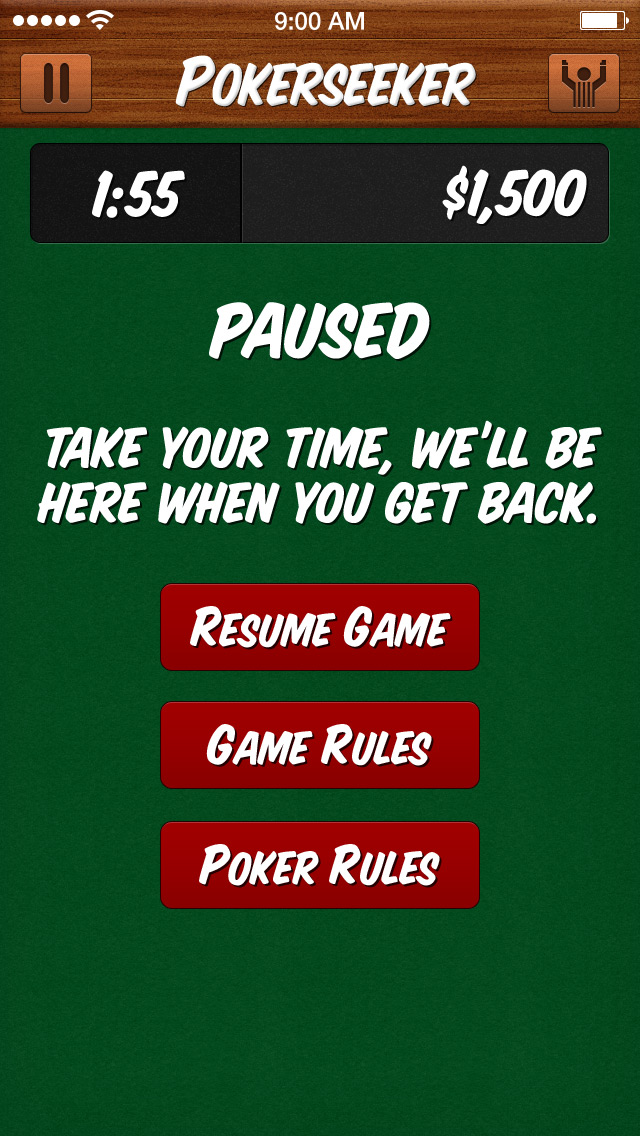 9:00 AM
POKERSEEKER
1:55
$1,500
PAUSED
TAKE YOUR TIME, WE'LL BE
HERE WHEN YOU GET BACK.
RESUME GAME
GAME RULES
POKER RULES